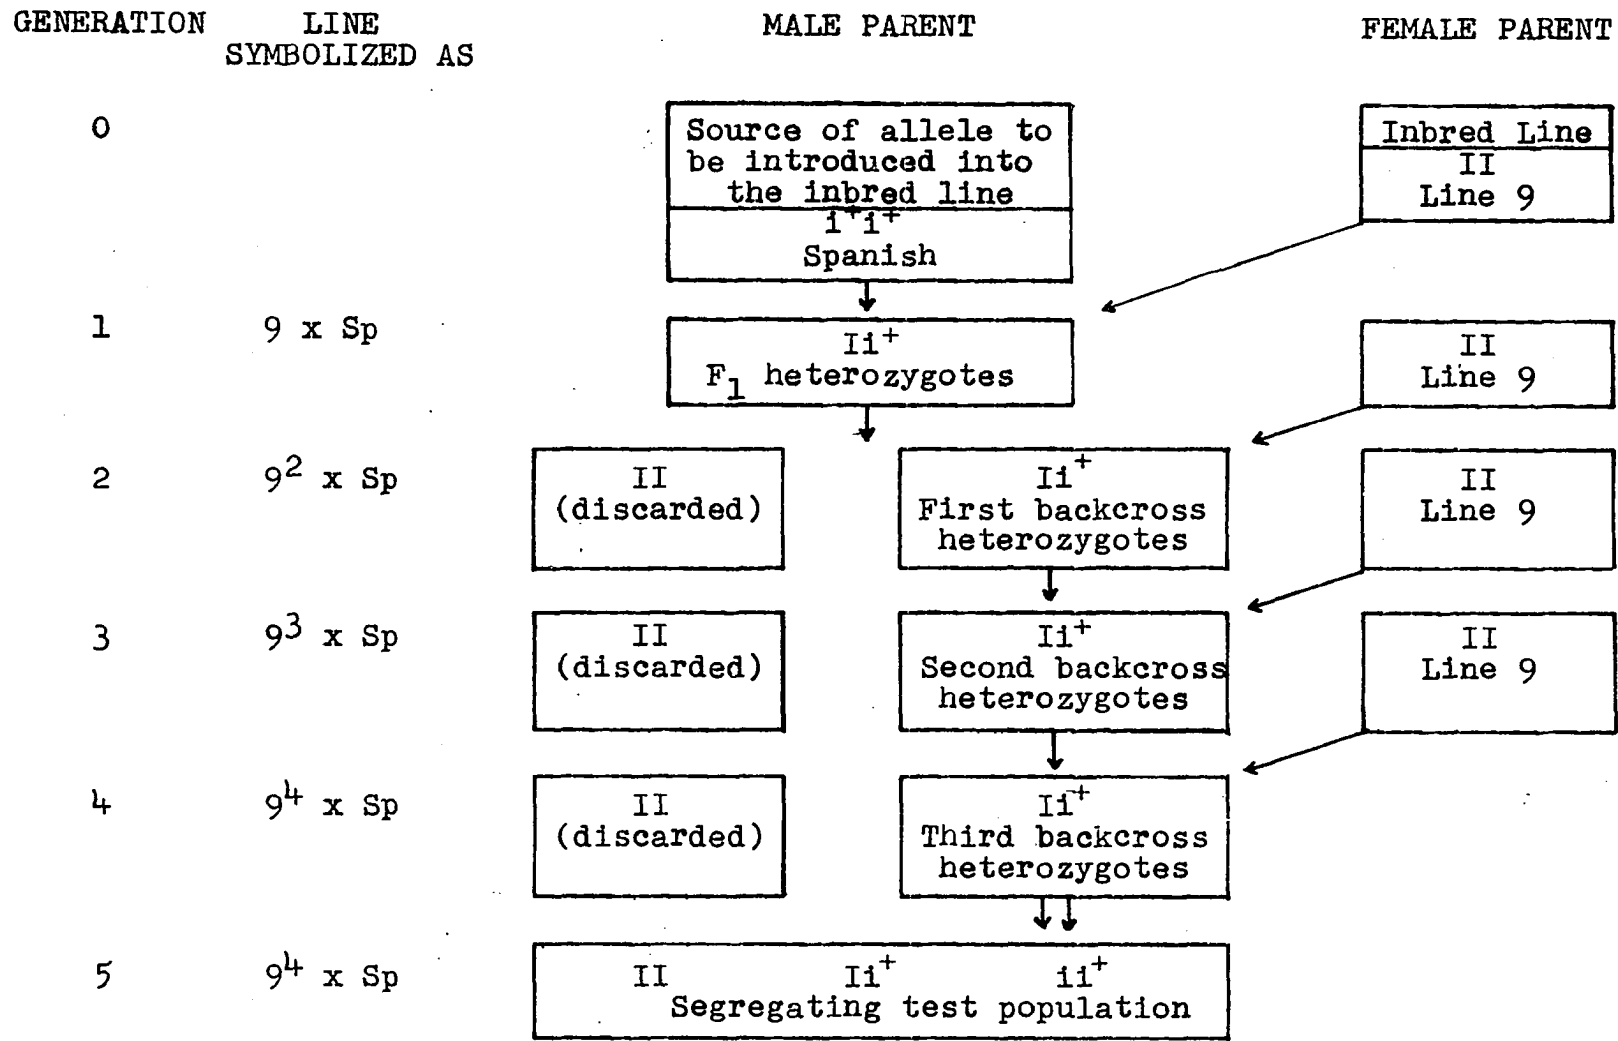 GENERATION LINE SYMBOLIZED AS MALE PARENT FEMALE PARENT
0
Source of allele to
be introduced into
the inbred line
i⁺i⁺
Spanish
Inbred Line
II
Line 9
1 9 x Sp
Ii⁺
F₁ heterozygotes
II
Line 9
2 9² x Sp
II
(discarded)
Ii⁺
First backcross
heterozygotes
II
Line 9
3 9³ x Sp
II
(discarded)
Ii⁺
Second backcross
heterozygotes
II
Line 9
4 9⁴ x Sp
II
(discarded)
Ii⁺
Third backcross
heterozygotes
5 9⁴ x Sp
II Ii⁺ ii⁺
Segregating test population